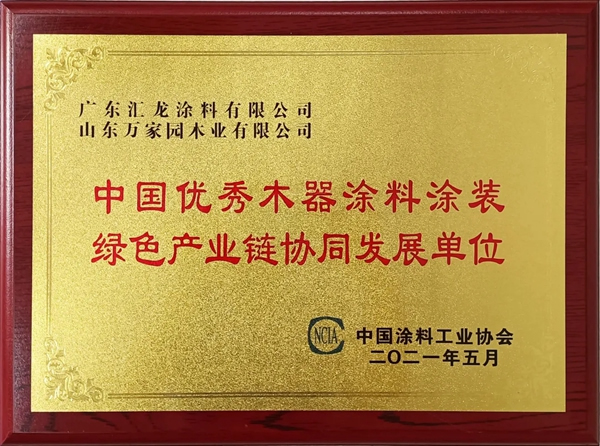 广东汇龙涂料有限公司
山东万家园木业有限公司
中国优秀木器涂料涂装
绿色产业链协同发展单位
NCIA
中国涂料工业协会
二〇二一年五月